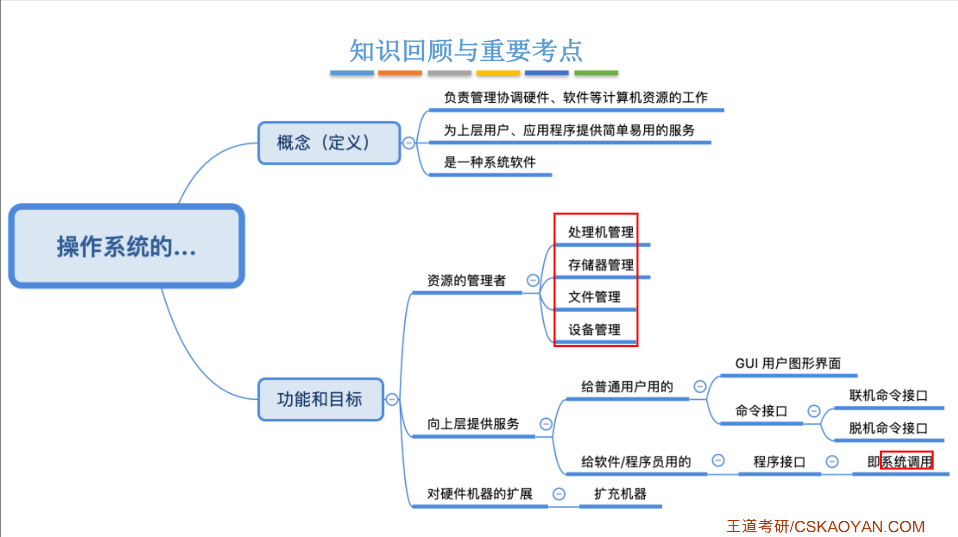 知识回顾与重要考点
负责管理协调硬件、软件等计算机资源的工作
概念（定义）
为上层用户、应用程序提供简单易用的服务
是一种系统软件
操作系统的...
处理机管理
资源的管理者
存储器管理
文件管理
设备管理
功能和目标
向上层提供服务
给普通用户用的
GUI 用户图形界面
命令接口
联机命令接口
脱机命令接口
给软件/程序员用的
程序接口
即系统调用
对硬件机器的扩展
扩充机器
王道考研/CSKAOYAN.COM